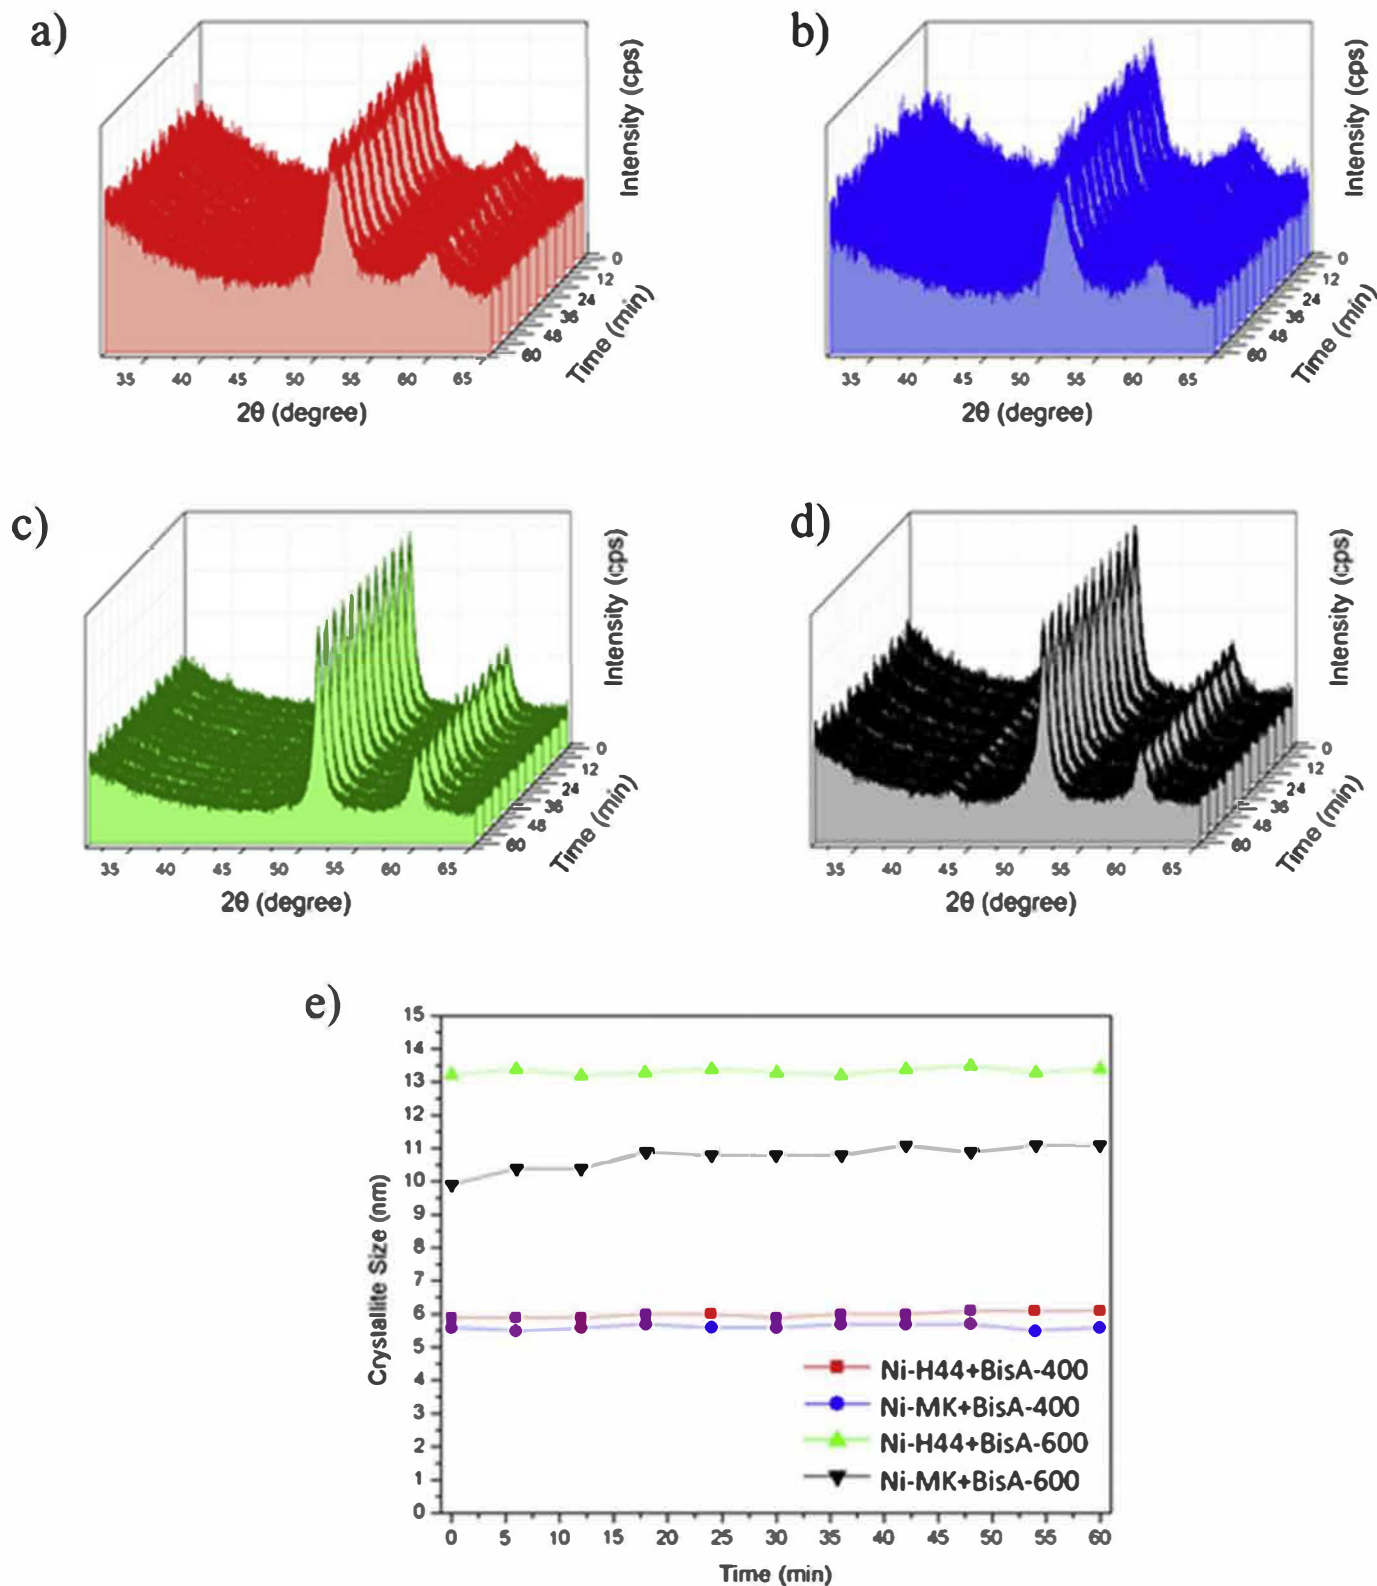 a)
Intensity (cps)
0
12
24
36
48
60
Time (min)
35 40 45 50 55 60 65
2θ (degree)
b)
Intensity (cps)
0
12
24
36
48
60
Time (min)
35 40 45 50 55 60 65
2θ (degree)
c)
Intensity (cps)
0
12
24
36
48
60
Time (min)
35 40 45 50 55 60 65
2θ (degree)
d)
Intensity (cps)
0
12
24
36
48
60
Time (min)
35 40 45 50 55 60 65
2θ (degree)
e)
Crystallite Size (nm)
15
14
13
12
11
10
9
8
7
6
5
4
3
2
1
0
Ni-H44+BisA-400
Ni-MK+BisA-400
Ni-H44+BisA-600
Ni-MK+BisA-600
0 5 10 15 20 25 30 35 40 45 50 55 60
Time (min)